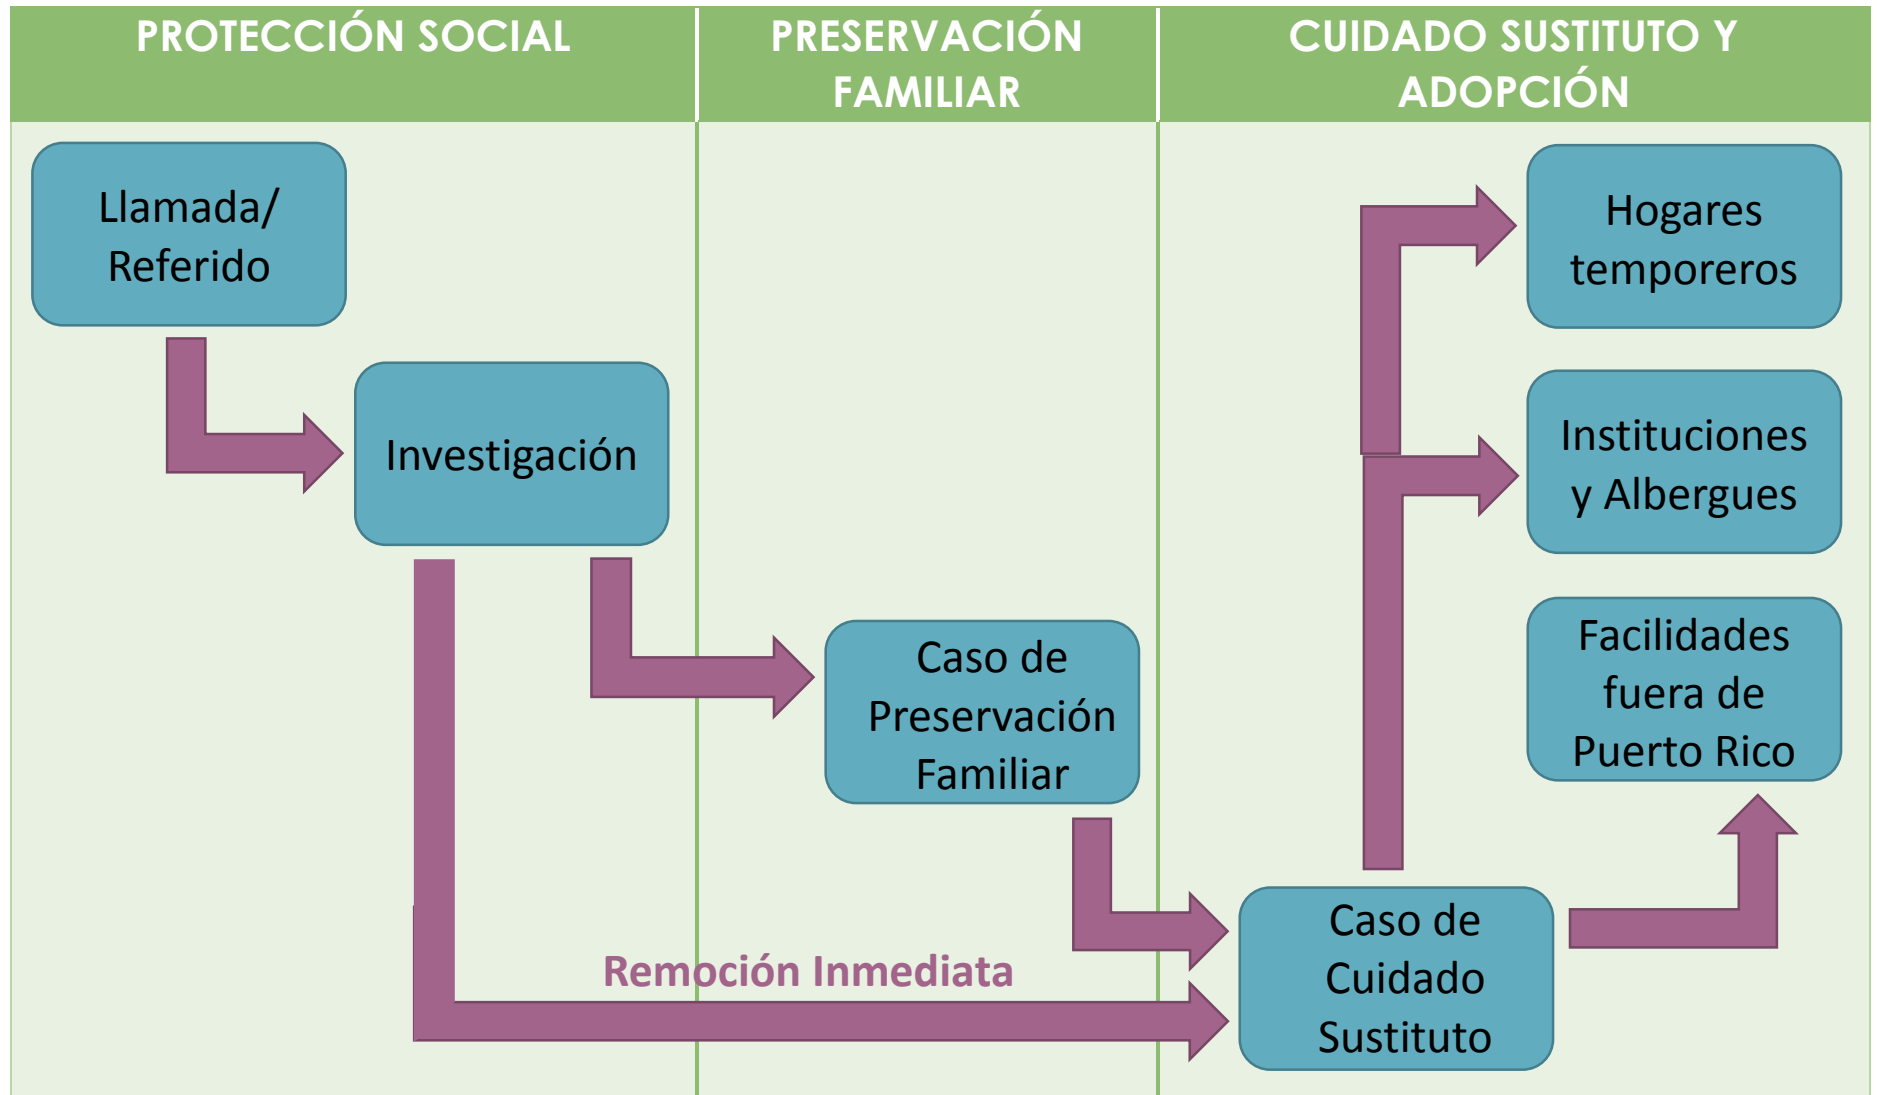 PROTECCIÓN SOCIAL
PRESERVACIÓN
FAMILIAR
CUIDADO SUSTITUTO Y
ADOPCIÓN
Llamada/
Referido
Investigación
Caso de
Preservación
Familiar
Remoción Inmediata
Hogares
temporeros
Instituciones
y Albergues
Facilidades
fuera de
Puerto Rico
Caso de
Cuidado
Sustituto